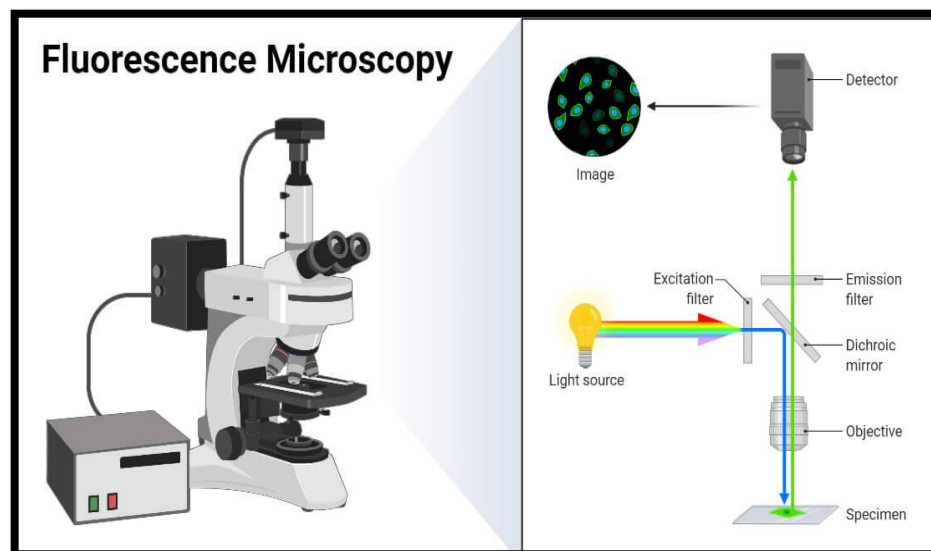 Fluorescence Microscopy
Detector
Image
Excitation
filter
Emission
filter
Light source
Dichroic
mirror
Objective
Specimen